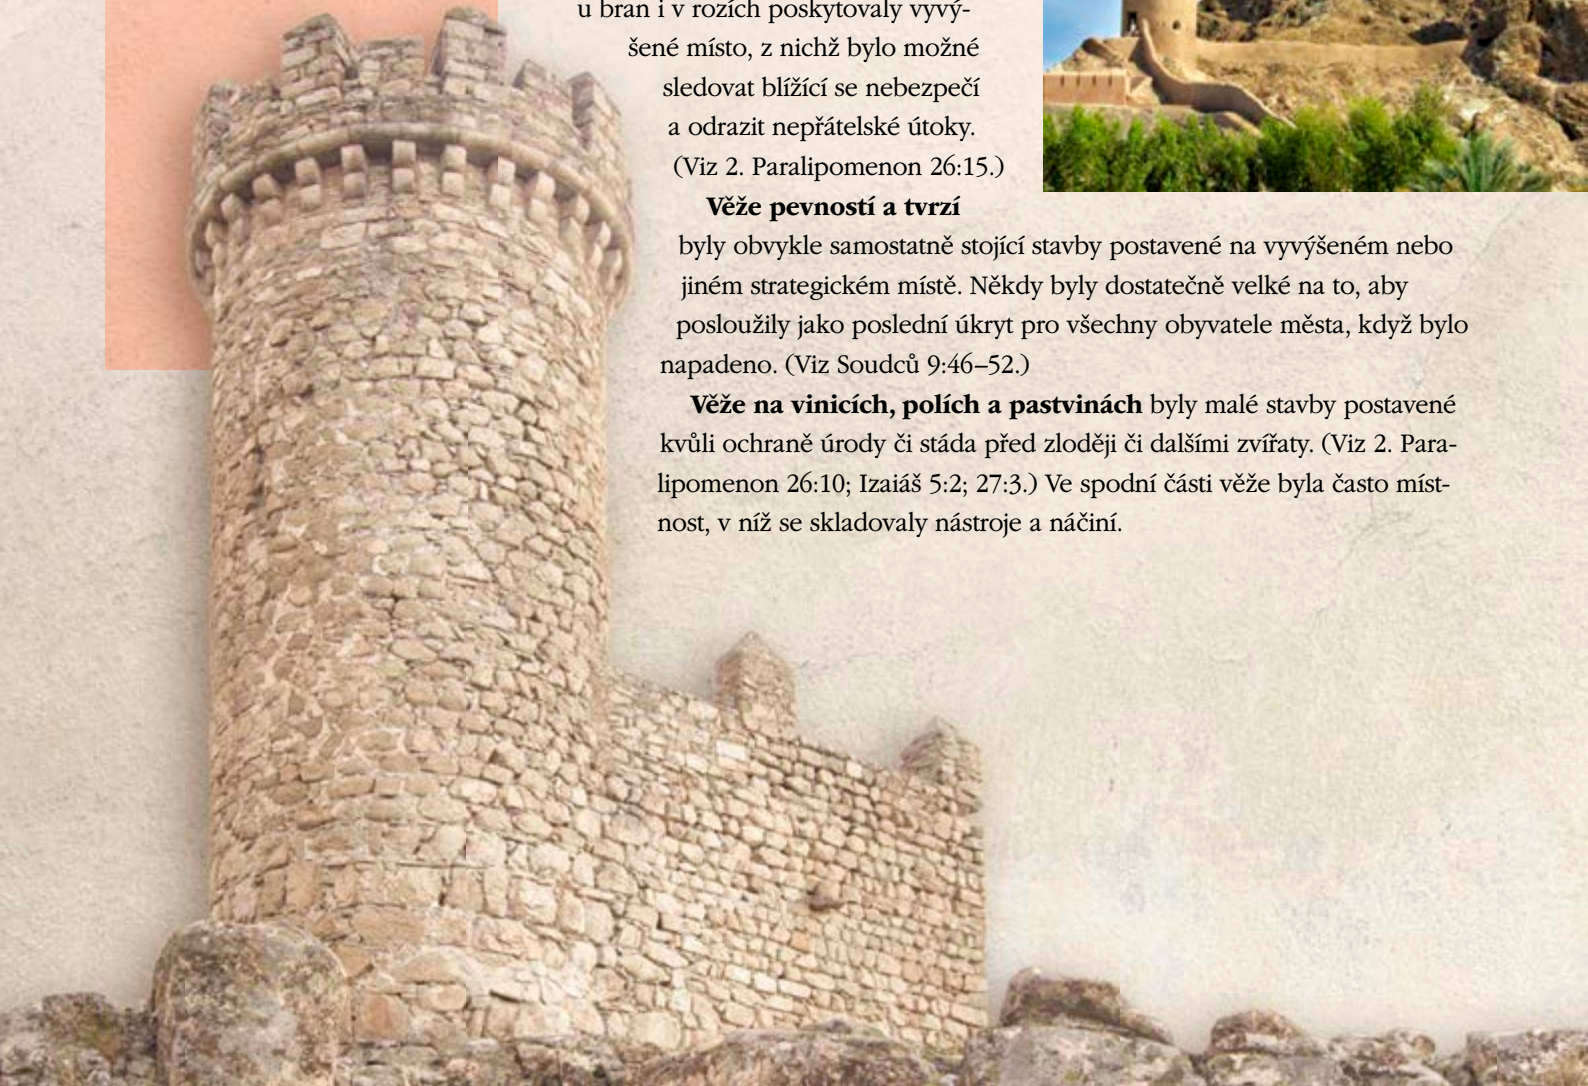 u bran i v rozích poskytovaly vyvý-
šené místo, z nichž bylo možné
sledovat blížící se nebezpečí
a odrazit nepřátelské útoky.
(Viz 2. Paralipomenon 26:15.)
Věže pevností a tvrzí
byly obvykle samostatně stojící stavby postavené na vyvýšeném nebo
jiném strategickém místě. Někdy byly dostatečně velké na to, aby
posloužily jako poslední úkryt pro všechny obyvatele města, když bylo
napadeno. (Viz Soudců 9:46–52.)
Věže na vinicích, polích a pastvinách byly malé stavby postavené
kvůli ochraně úrody či stáda před zloději či dalšími zvířaty. (Viz 2. Para-
lipomenon 26:10; Izaiáš 5:2; 27:3.) Ve spodní části věže byla často míst-
nost, v níž se skladovaly nástroje a náčiní.